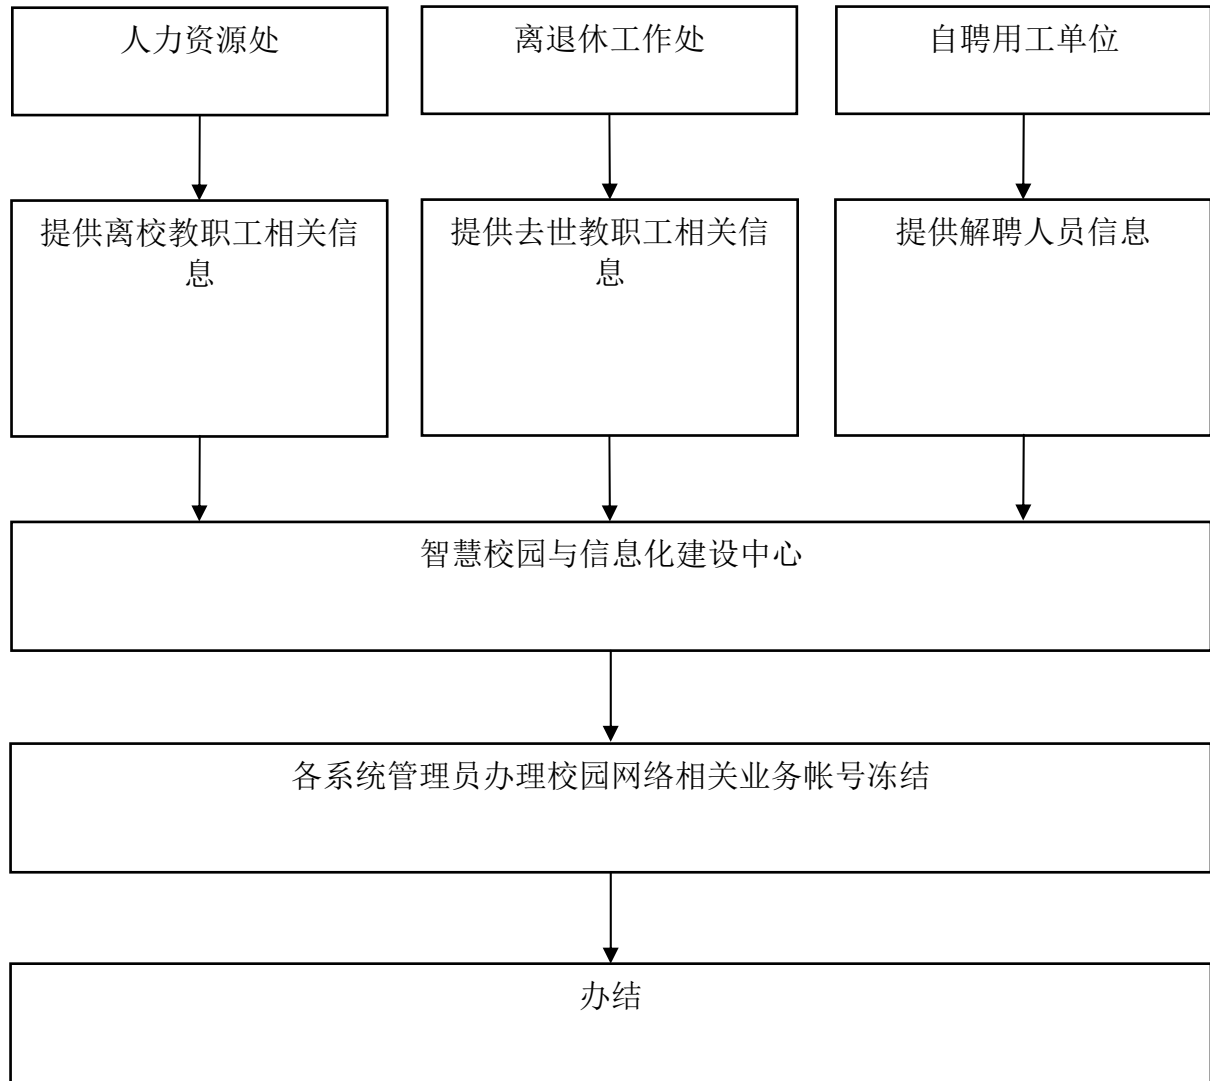 人力资源处
离退休工作处
自聘用工单位
提供离校教职工相关信
息
提供去世教职工相关信
息
提供解聘人员信息
智慧校园与信息化建设中心
各系统管理员办理校园网络相关业务帐号冻结
办结